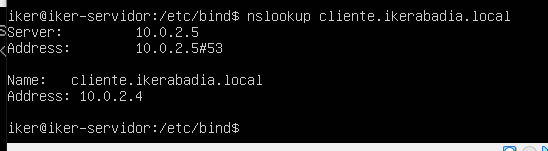 iker@iker-servidor:/etc/bind$ nslookup cliente.ikerabadia.local
Server:         10.0.2.5
Address:        10.0.2.5#53

Name:   cliente.ikerabadia.local
Address: 10.0.2.4

iker@iker-servidor:/etc/bind$